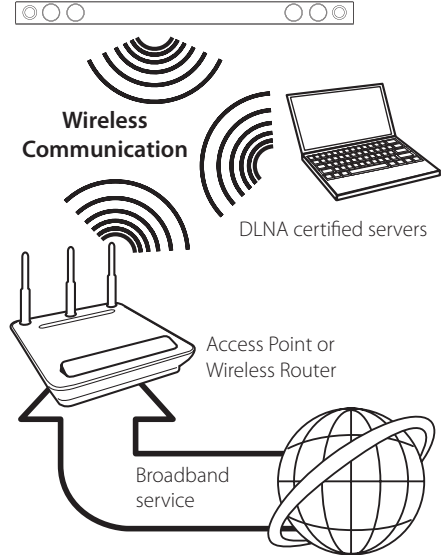 Wireless
Communication
DLNA certified servers
Access Point or
Wireless Router
Broadband
service